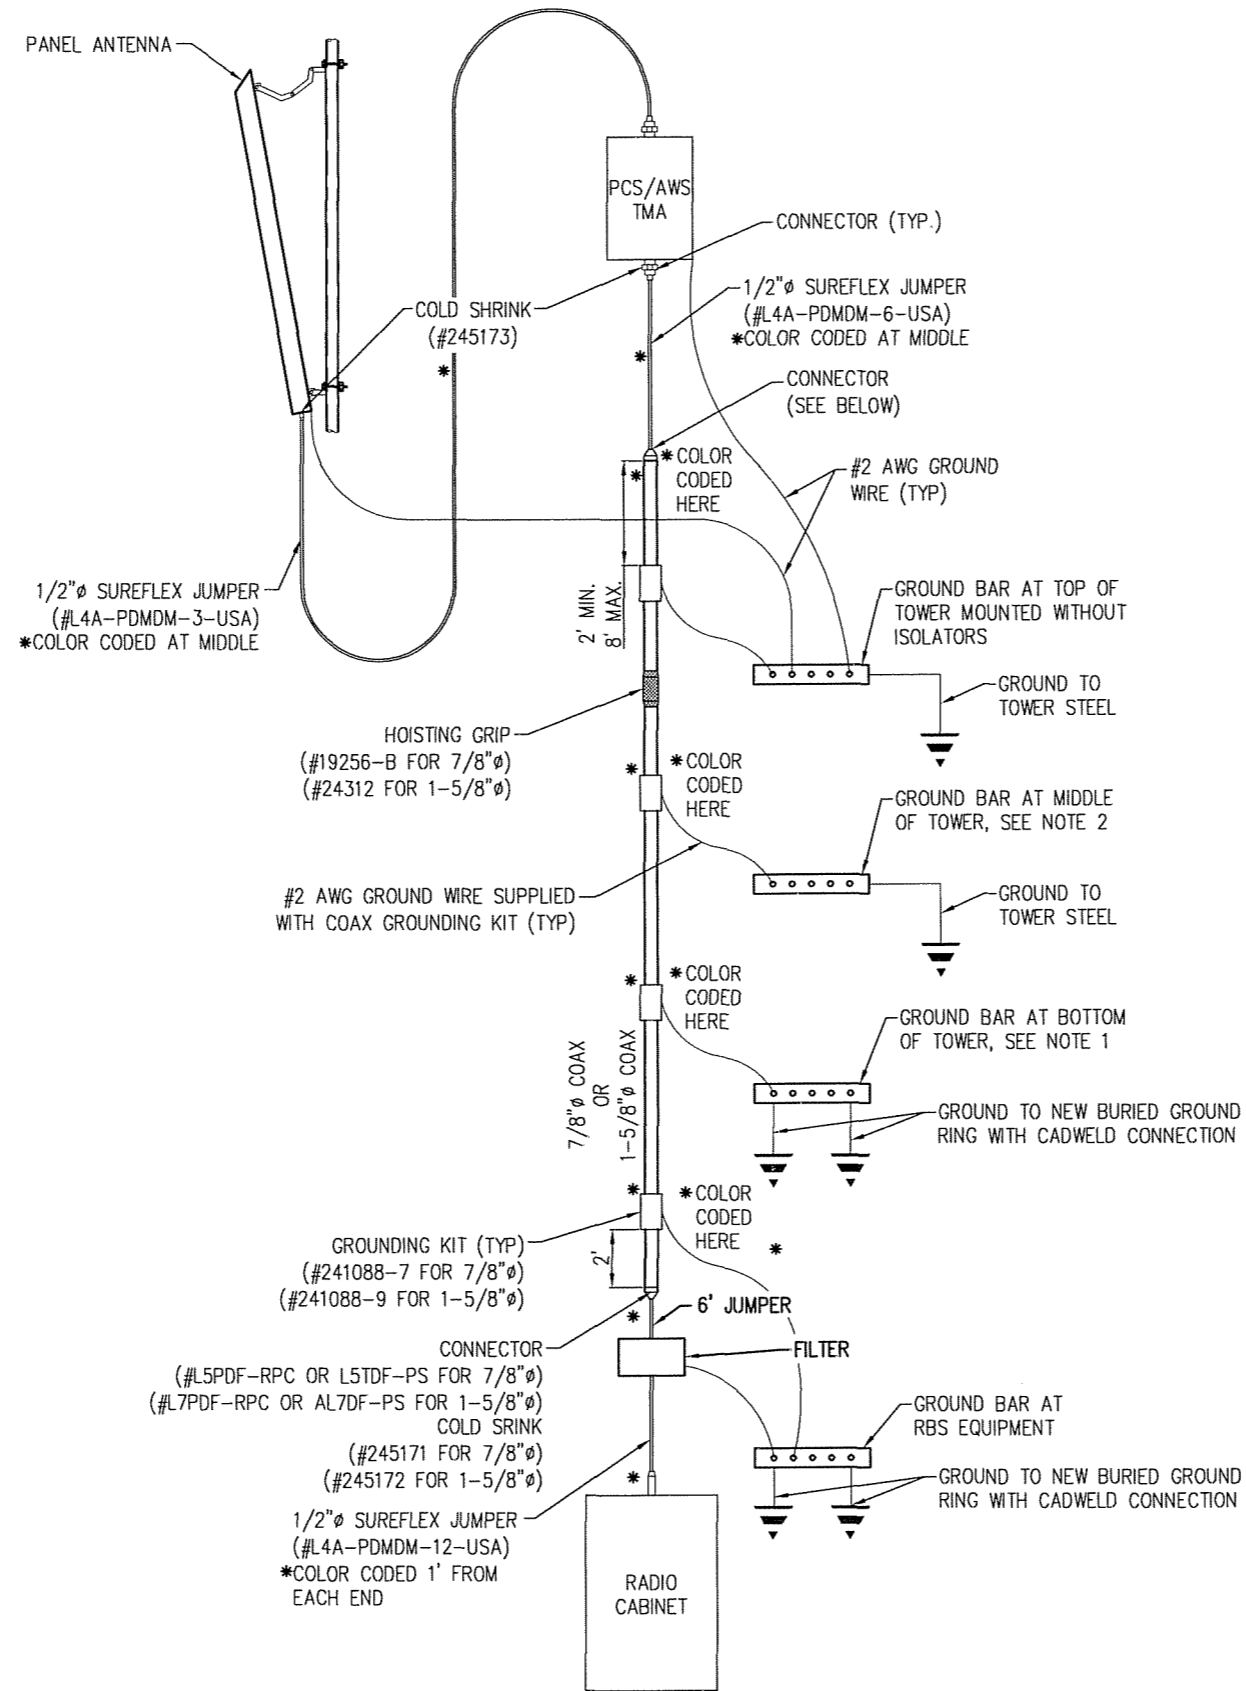 PANEL ANTENNA
PCS/AWS
TMA
CONNECTOR (TYP.)
COLD SHRINK
(#245173)
1/2"ø SUREFLEX JUMPER
(#L4A-PDMDM-6-USA)
*COLOR CODED AT MIDDLE
*
*
CONNECTOR
(SEE BELOW)
*COLOR
CODED
HERE
*
#2 AWG GROUND
WIRE (TYP)
2' MIN.
8' MAX.
1/2"ø SUREFLEX JUMPER
(#L4A-PDMDM-3-USA)
*COLOR CODED AT MIDDLE
GROUND BAR AT TOP OF
TOWER MOUNTED WITHOUT
ISOLATORS
GROUND TO
TOWER STEEL
HOISTING GRIP
(#19256-B FOR 7/8"ø)
(#24312 FOR 1-5/8"ø)
*
*COLOR
CODED
HERE
GROUND BAR AT MIDDLE
OF TOWER, SEE NOTE 2
#2 AWG GROUND WIRE SUPPLIED
WITH COAX GROUNDING KIT (TYP)
GROUND TO
TOWER STEEL
*
*COLOR
CODED
HERE
GROUND BAR AT BOTTOM
OF TOWER, SEE NOTE 1
7/8"ø COAX
OR
1-5/8"ø COAX
GROUND TO NEW BURIED GROUND
RING WITH CADWELD CONNECTION
*
*COLOR
CODED
HERE
*
GROUNDING KIT (TYP)
(#241088-7 FOR 7/8"ø)
(#241088-9 FOR 1-5/8"ø)
2'
*
6' JUMPER
CONNECTOR
(#L5PDF-RPC OR L5TDF-PS FOR 7/8"ø)
(#L7PDF-RPC OR AL7DF-PS FOR 1-5/8"ø)
COLD SRINK
(#245171 FOR 7/8"ø)
(#245172 FOR 1-5/8"ø)
FILTER
GROUND BAR AT
RBS EQUIPMENT
*
GROUND TO NEW BURIED GROUND
RING WITH CADWELD CONNECTION
1/2"ø SUREFLEX JUMPER
(#L4A-PDMDM-12-USA)
*COLOR CODED 1' FROM
EACH END
RADIO
CABINET